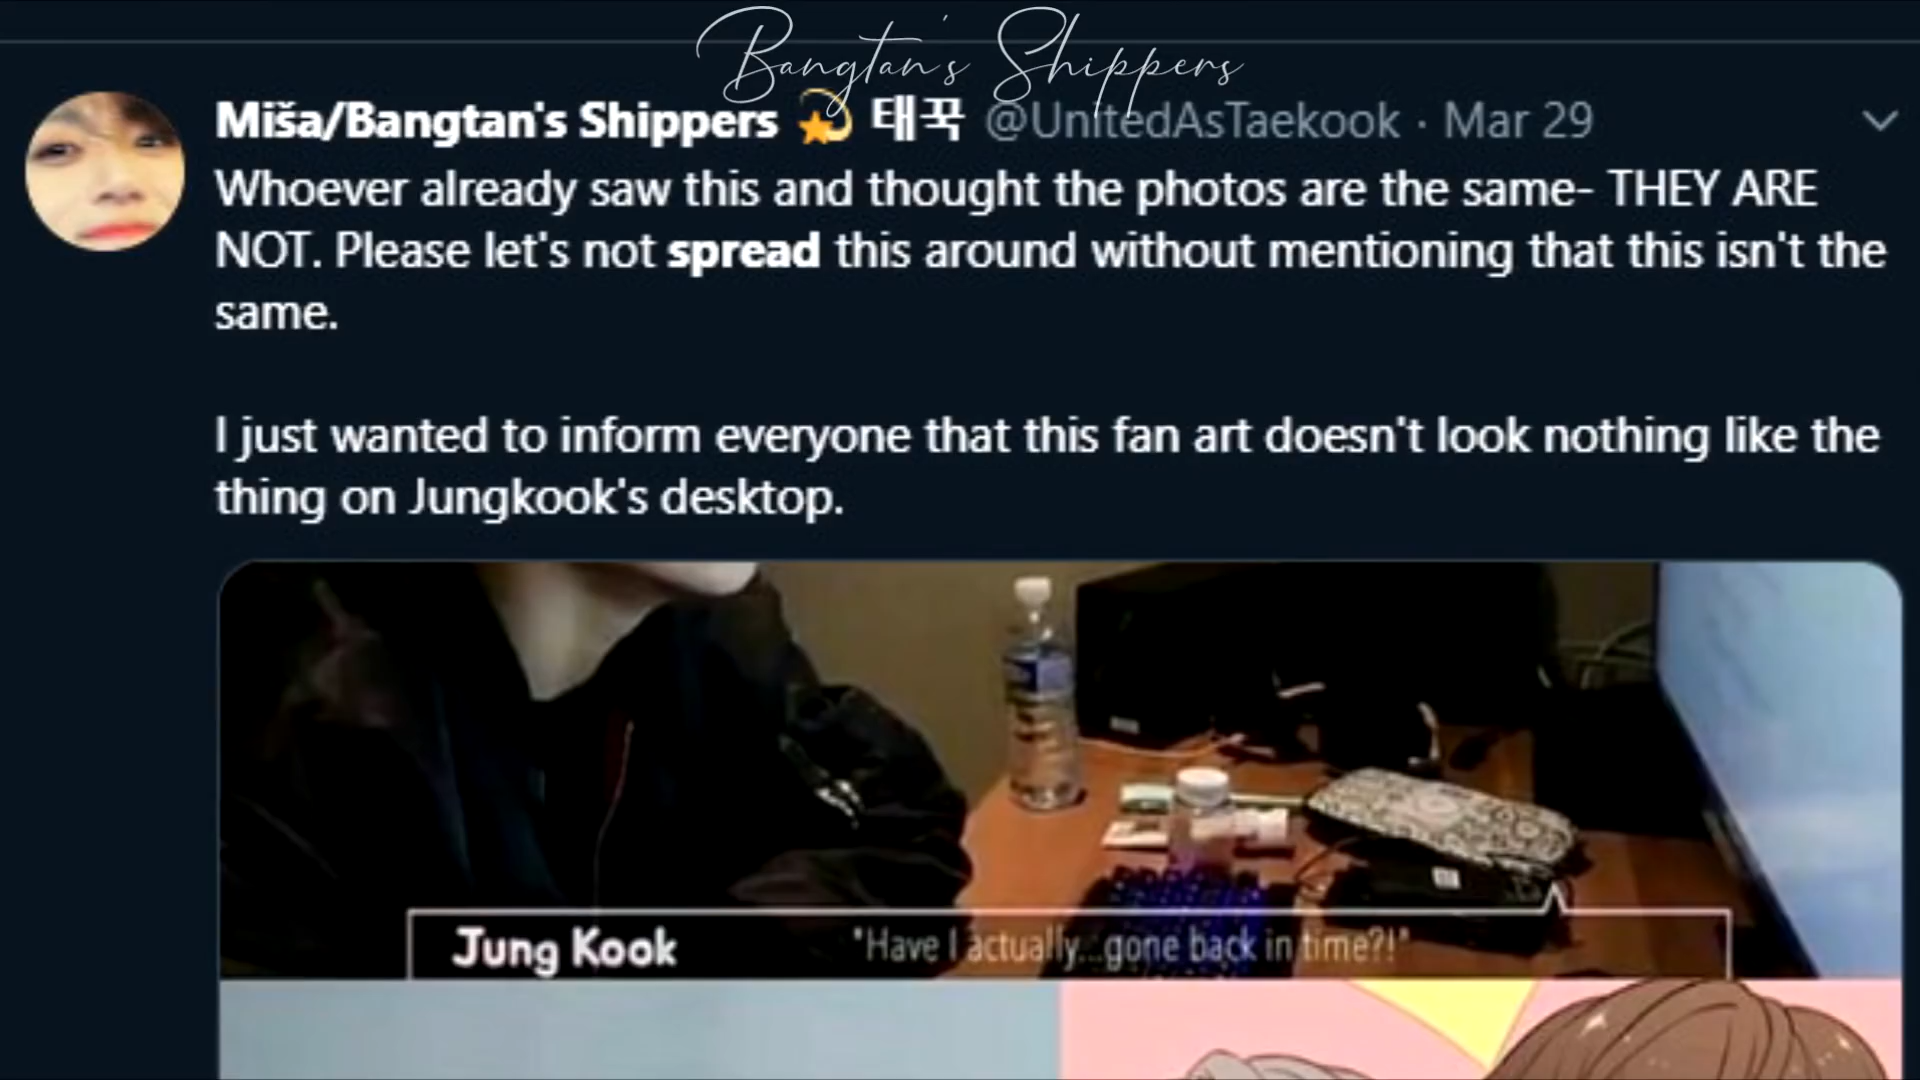 Bangtan's Shippers
Miša/Bangtan's Shippers 💫 태꾹 @UnitedAsTaekook · Mar 29
Whoever already saw this and thought the photos are the same- THEY ARE
NOT. Please let's not spread this around without mentioning that this isn't the
same.
I just wanted to inform everyone that this fan art doesn't look nothing like the
thing on Jungkook's desktop.
Jung Kook "Have I actually...gone back in time?!"